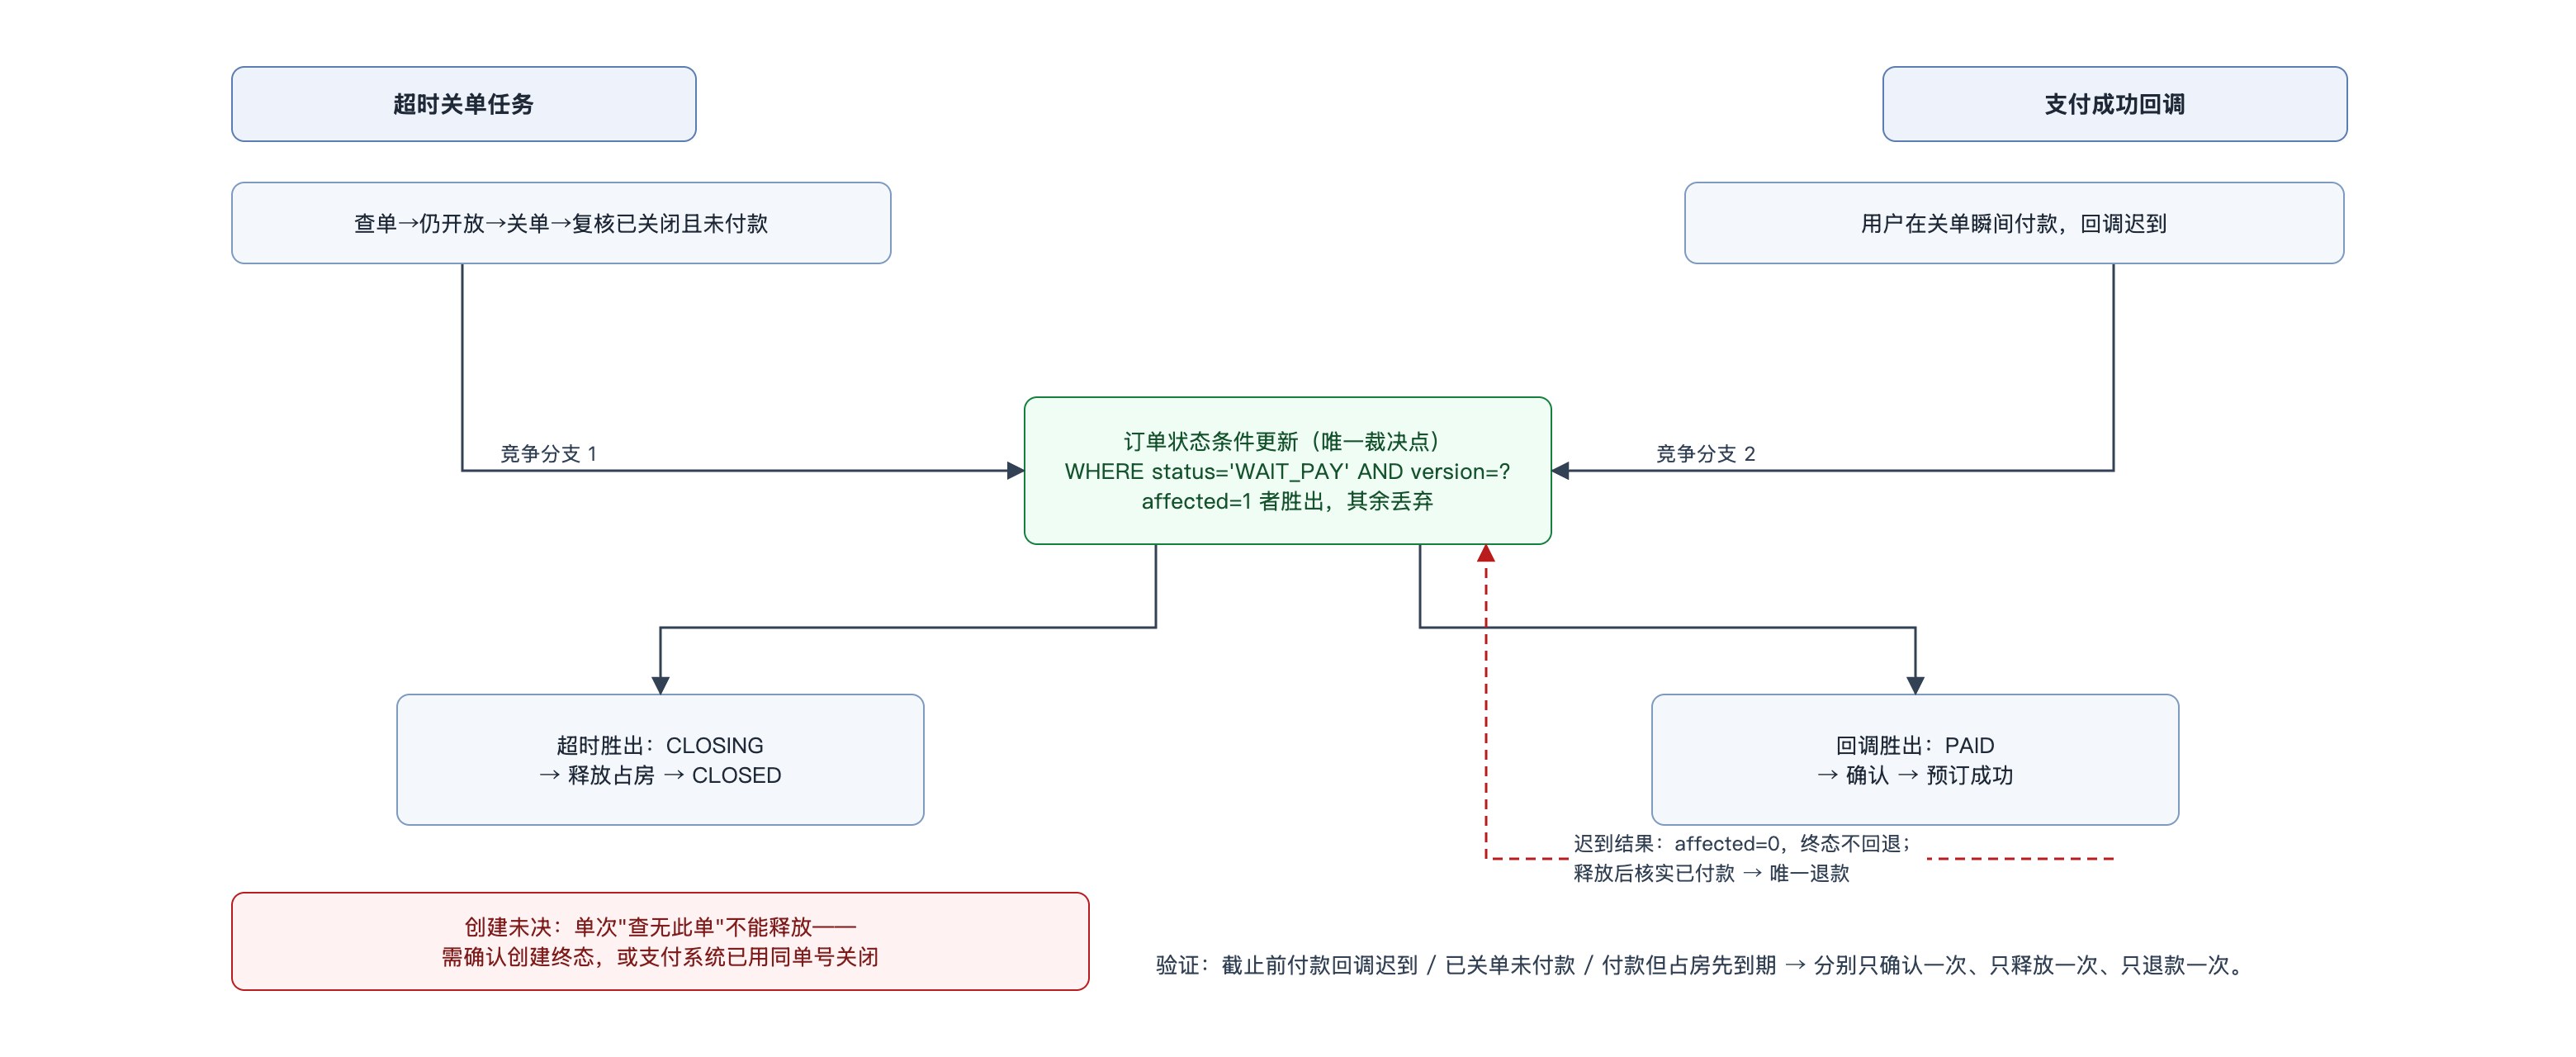 超时关单任务
支付成功回调
查单→仍开放→关单→复核已关闭且未付款
用户在关单瞬间付款，回调迟到
竞争分支 1
竞争分支 2
订单状态条件更新（唯一裁决点）
WHERE status='WAIT_PAY' AND version=?
affected=1 者胜出，其余丢弃
超时胜出：CLOSING
→ 释放占房 → CLOSED
回调胜出：PAID
→ 确认 → 预订成功
迟到结果：affected=0，终态不回退；
释放后核实已付款 → 唯一退款
创建未决：单次"查无此单"不能释放——
需确认创建终态，或支付系统已用同单号关闭
验证：截止前付款回调迟到 / 已关单未付款 / 付款但占房先到期 → 分别只确认一次、只释放一次、只退款一次。